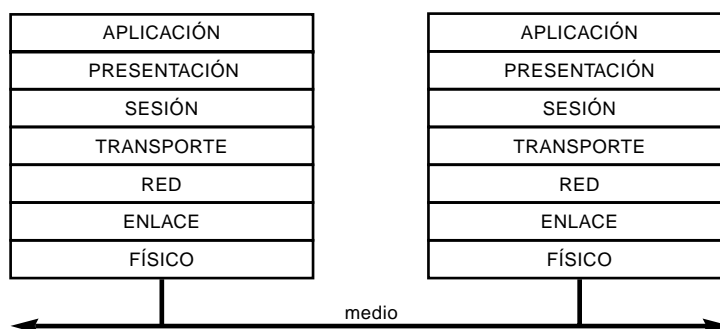 APLICACIÓN
PRESENTACIÓN
SESIÓN
TRANSPORTE
RED
ENLACE
FÍSICO
APLICACIÓN
PRESENTACIÓN
SESIÓN
TRANSPORTE
RED
ENLACE
FÍSICO
medio